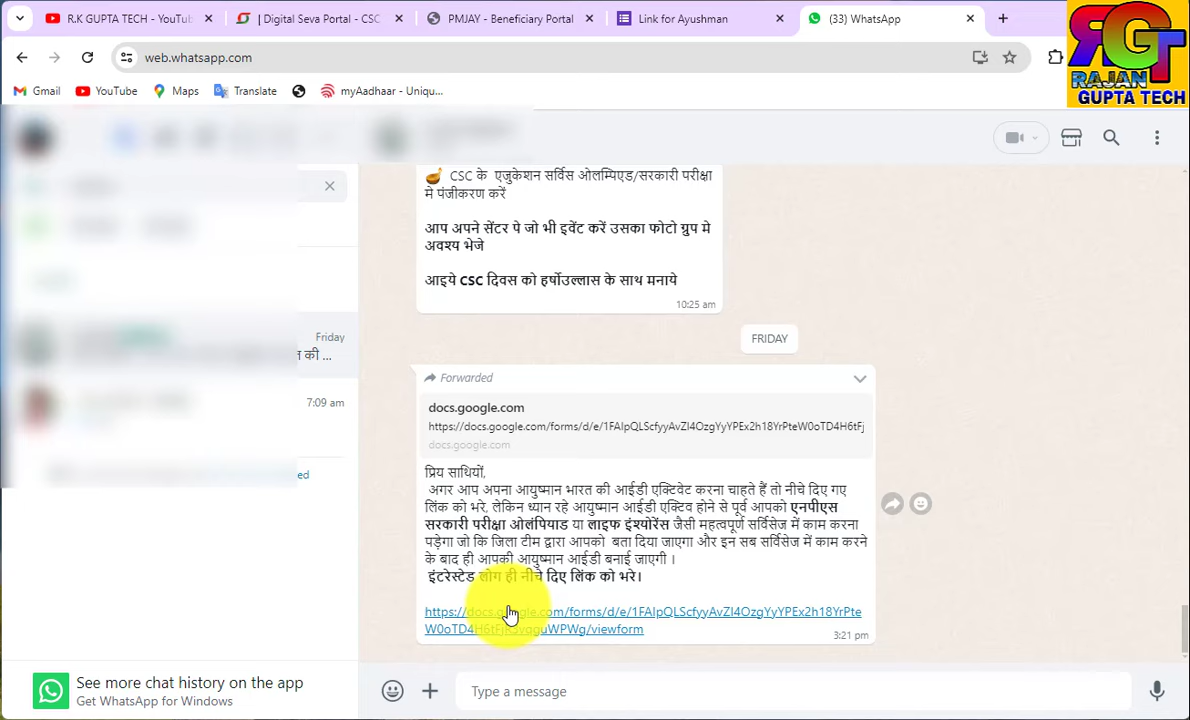 R.K GUPTA TECH - YouTub
| Digital Seva Portal - CSC
PMJAY - Beneficiary Portal
Link for Ayushman
(33) WhatsApp
web.whatsapp.com
Gmail
YouTube
Maps
Translate
myAadhaar - Uniqu...
RGT
RAJAN
GUPTA TECH
CSC के एजुकेशन सर्विस ओलम्पिएड/सरकारी परीक्षा
मे पंजीकरण करें
आप अपने सेंटर पे जो भी इवेंट करें उसका फोटो ग्रुप मे
अवश्य भेजे
आइये CSC दिवस को हर्षोउल्लास के साथ मनाये
10:25 am
FRIDAY
Friday
त की ...
7:09 am
Forwarded
docs.google.com
https://docs.google.com/forms/d/e/1FAIpQLScfyyAvZI4OzgYyYPEx2h18YrPteW0oTD4H6tFj
docs.google.com
प्रिय साथियों,
अगर आप अपना आयुष्मान भारत की आईडी एक्टिवेट करना चाहते हैं तो नीचे दिए गए
लिंक को भरे, लेकिन ध्यान रहे आयुष्मान आईडी एक्टिव होने से पूर्व आपको एनपीएस
सरकारी परीक्षा ओलंपियाड या लाइफ इंश्योरेंस जैसी महत्वपूर्ण सर्विसेज में काम करना
पड़ेगा जो कि जिला टीम द्वारा आपको बता दिया जाएगा और इन सब सर्विसेज में काम करने
के बाद ही आपकी आयुष्मान आईडी बनाई जाएगी ।
इंटरेस्टेड लोग ही नीचे दिए लिंक को भरे।
https://docs.google.com/forms/d/e/1FAIpQLScfyyAvZI4OzgYyYPEx2h18YrPte
3:21 pm
See more chat history on the app
Get WhatsApp for Windows
Type a message